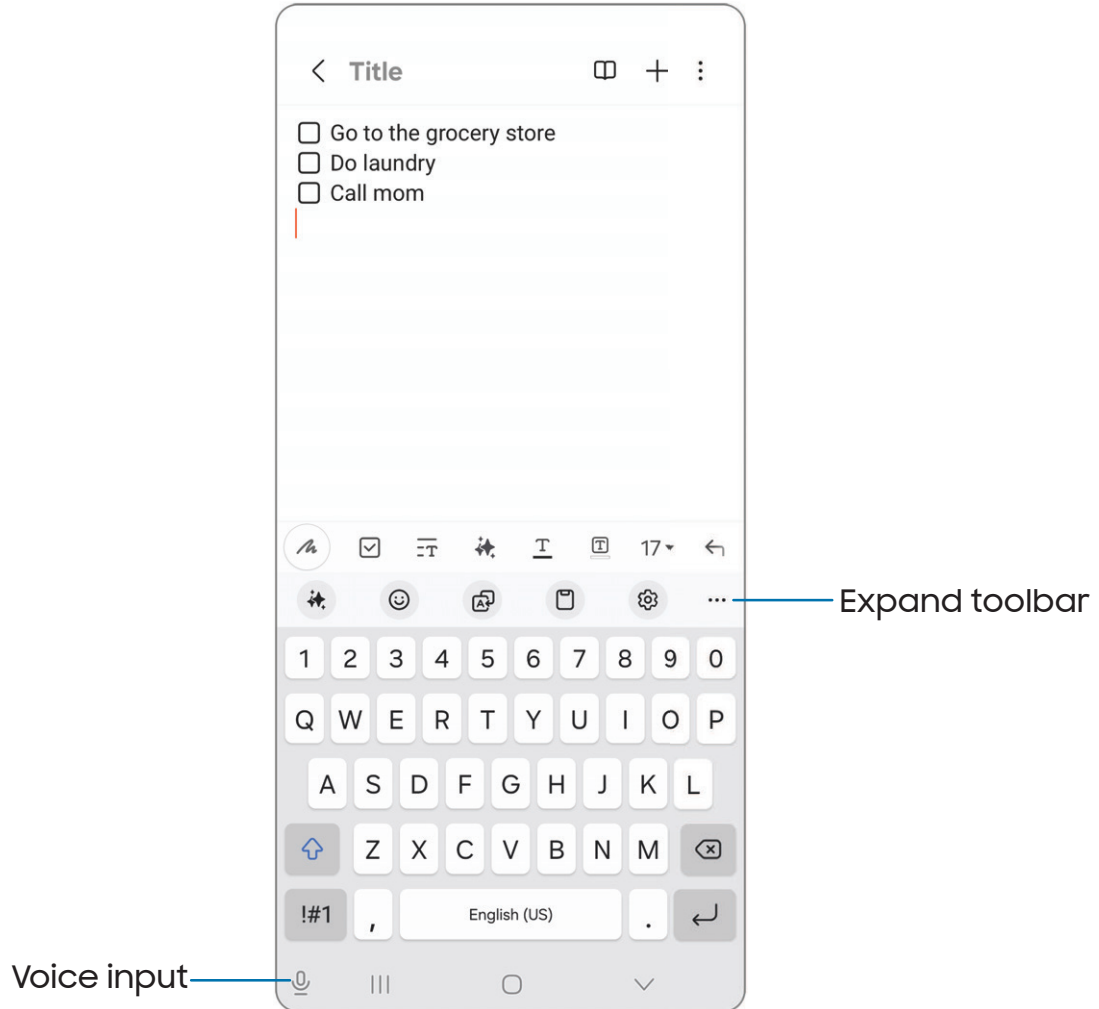 Title
Go to the grocery store
Do laundry
Call mom
17
Expand toolbar
1 2 3 4 5 6 7 8 9 0
Q W E R T Y U I O P
A S D F G H J K L
Z X C V B N M
!#1 , English (US) .
Voice input